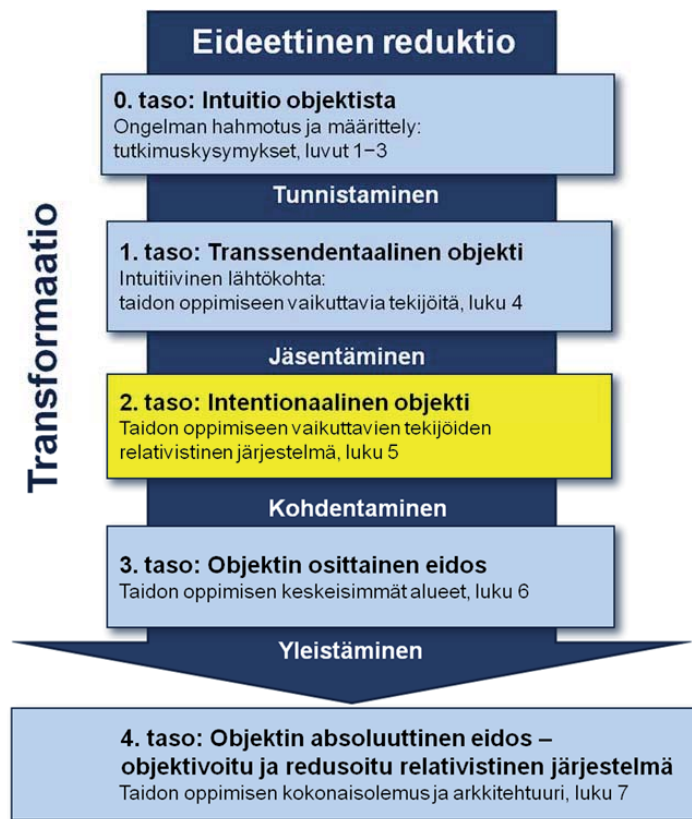 Eideettinen reduktio
0. taso: Intuitio objektista
Ongelman hahmotus ja määrittely:
tutkimuskysymykset, luvut 1–3
Tunnistaminen
1. taso: Transsendentaalinen objekti
Intuitiivinen lähtökohta:
taidon oppimiseen vaikuttavia tekijöitä, luku 4
Jäsentäminen
2. taso: Intentionaalinen objekti
Taidon oppimiseen vaikuttavien tekijöiden
relativistinen järjestelmä, luku 5
Kohdentaminen
3. taso: Objektin osittainen eidos
Taidon oppimisen keskeisimmät alueet, luku 6
Yleistäminen
4. taso: Objektin absoluuttinen eidos –
objektivoitu ja redusoitu relativistinen järjestelmä
Taidon oppimisen kokonaisolemus ja arkkitehtuuri, luku 7
Transformaatio